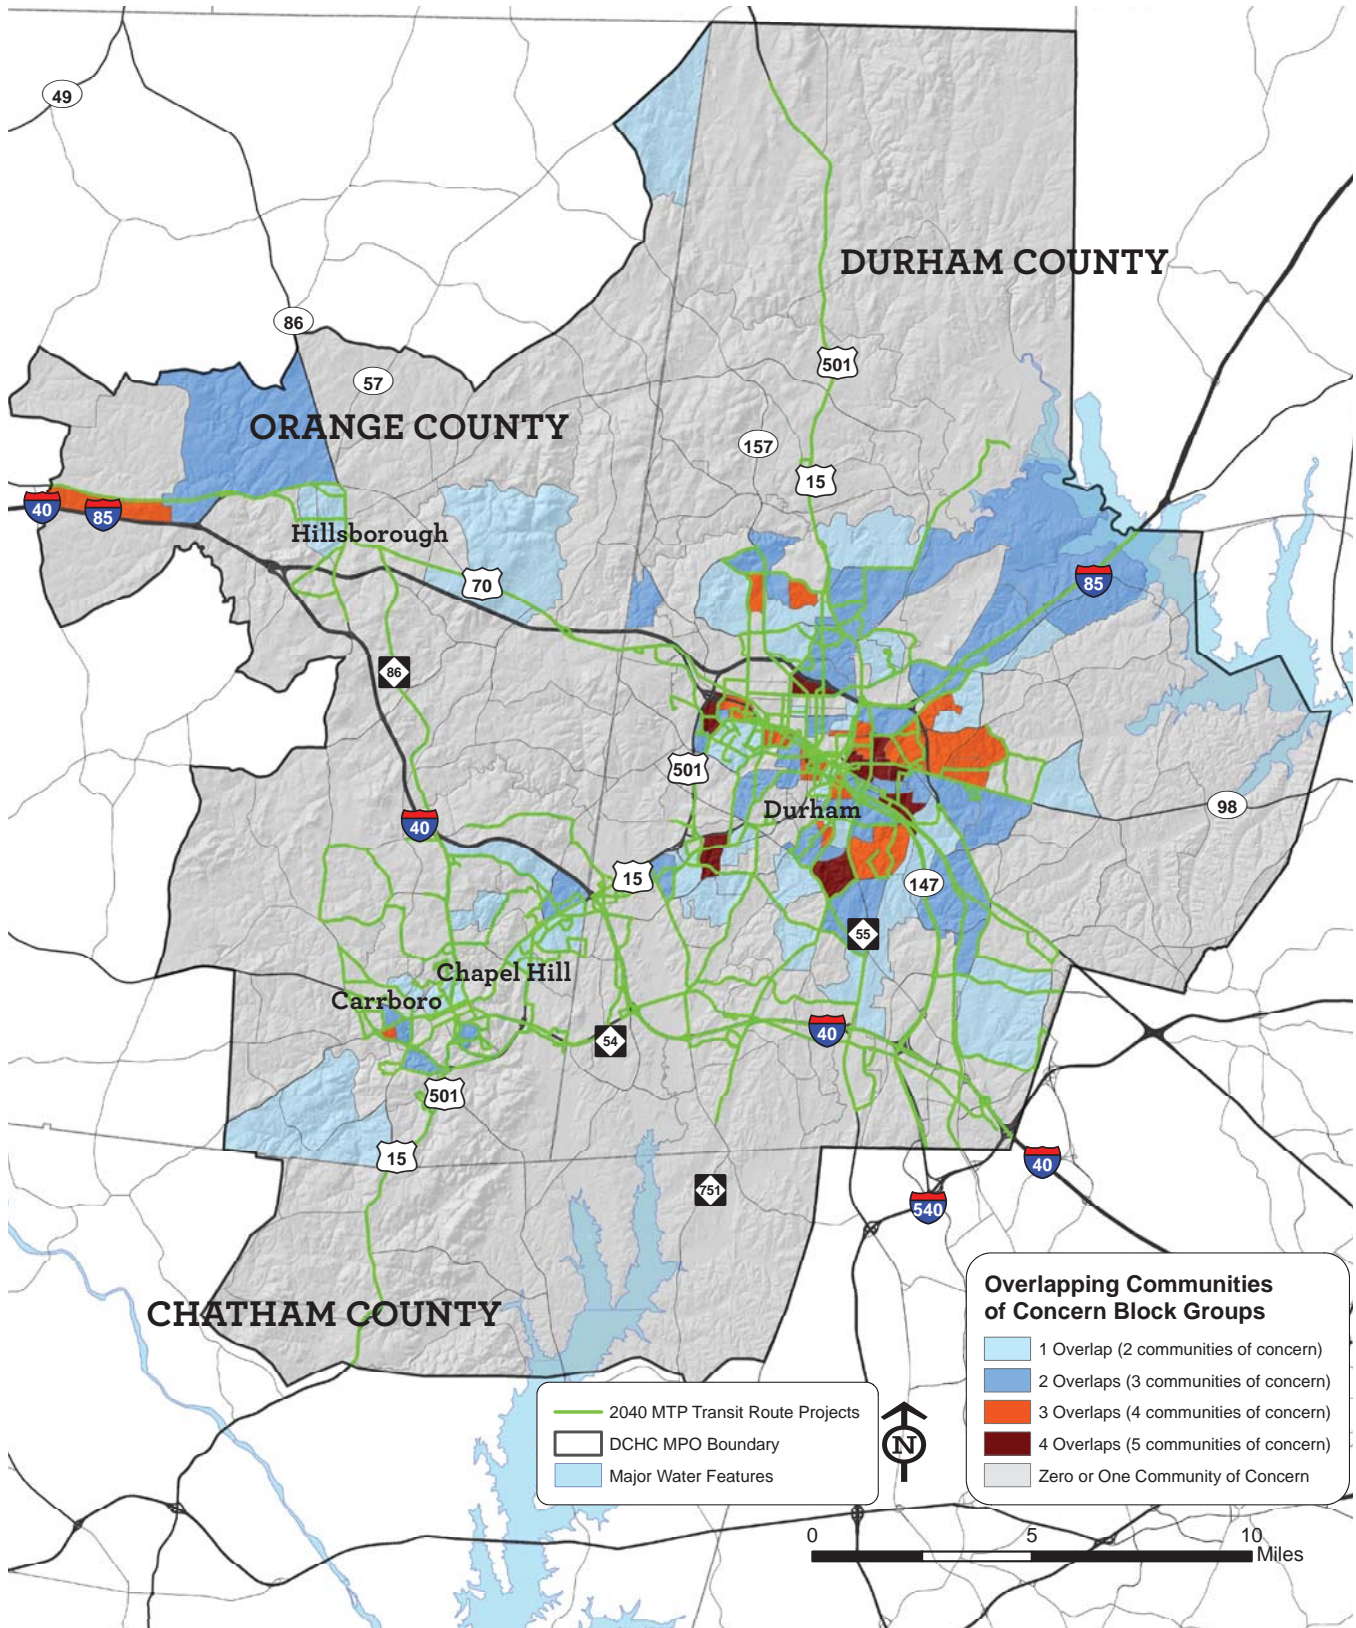 49
DURHAM COUNTY
86
501
57
ORANGE COUNTY
157
15
40
85
Hillsborough
70
85
86
501
98
Durham
40
15
147
55
Chapel Hill
Carrboro
40
54
501
15
40
751
540
CHATHAM COUNTY
Overlapping Communities
of Concern Block Groups
1 Overlap (2 communities of concern)
2 Overlaps (3 communities of concern)
3 Overlaps (4 communities of concern)
4 Overlaps (5 communities of concern)
Zero or One Community of Concern
2040 MTP Transit Route Projects
DCHC MPO Boundary
Major Water Features
N
0 5 10
Miles